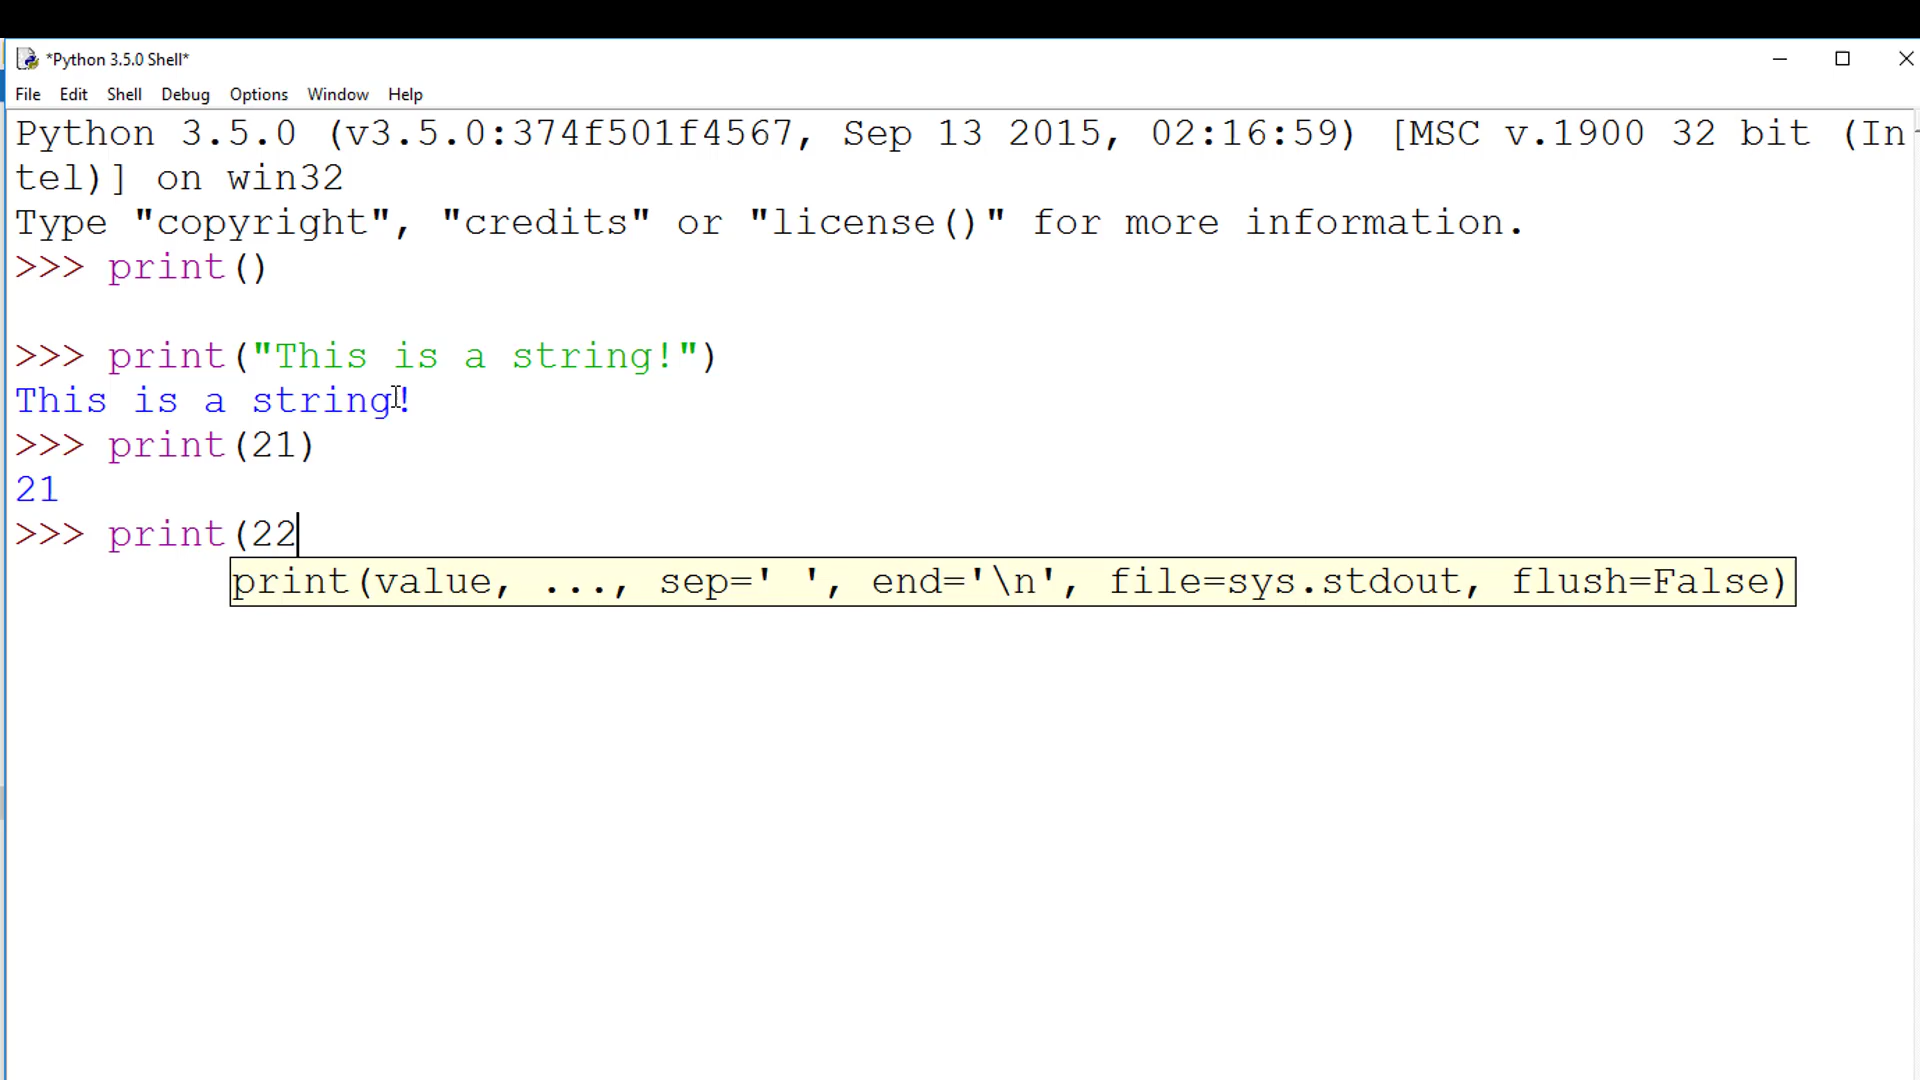 *Python 3.5.0 Shell*
File Edit Shell Debug Options Window Help
Python 3.5.0 (v3.5.0:374f501f4567, Sep 13 2015, 02:16:59) [MSC v.1900 32 bit (In
tel)] on win32
Type "copyright", "credits" or "license()" for more information.
>>> print()
>>> print("This is a string!")
This is a string!
>>> print(21)
21
>>> print(22
print(value, ..., sep=' ', end='\n', file=sys.stdout, flush=False)